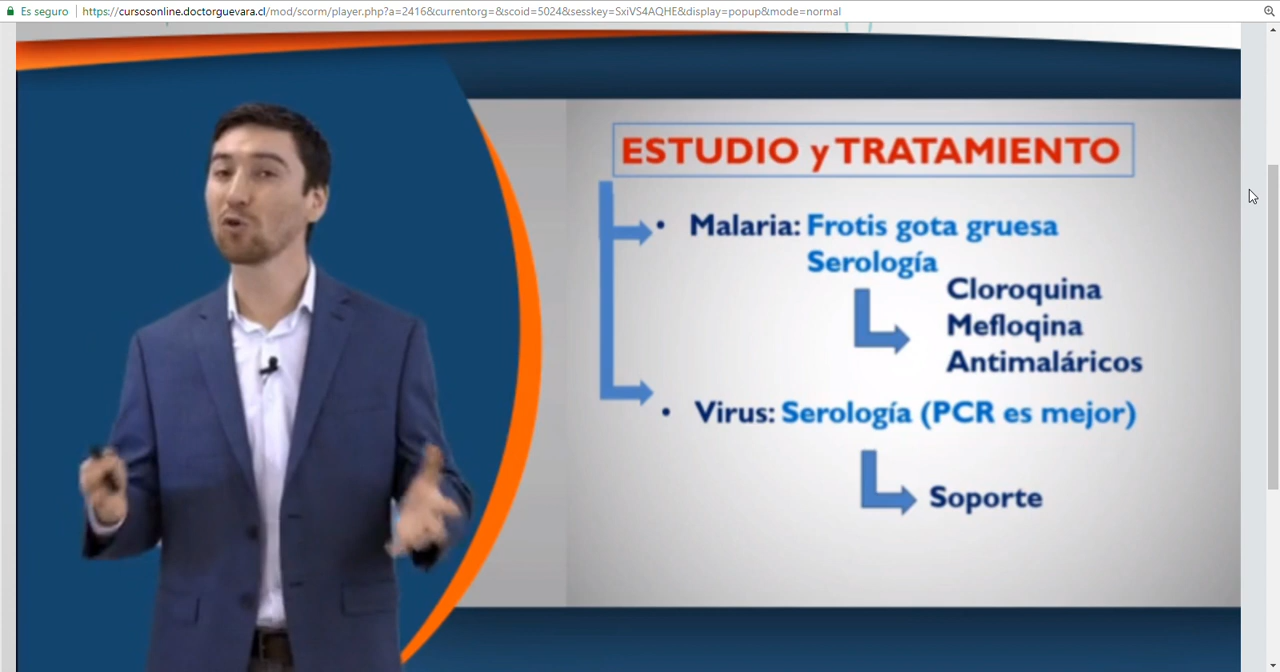 Es seguro https://cursosonline.doctorguevara.cl/mod/scorm/player.php?a=2416&currentorg=&scoid=5024&sesskey=SxiVS4AQHE&display=popup&mode=normal
ESTUDIO y TRATAMIENTO
• Malaria: Frotis gota gruesa
Serología
Cloroquina
Mefloqina
Antimaláricos
• Virus: Serología (PCR es mejor)
Soporte